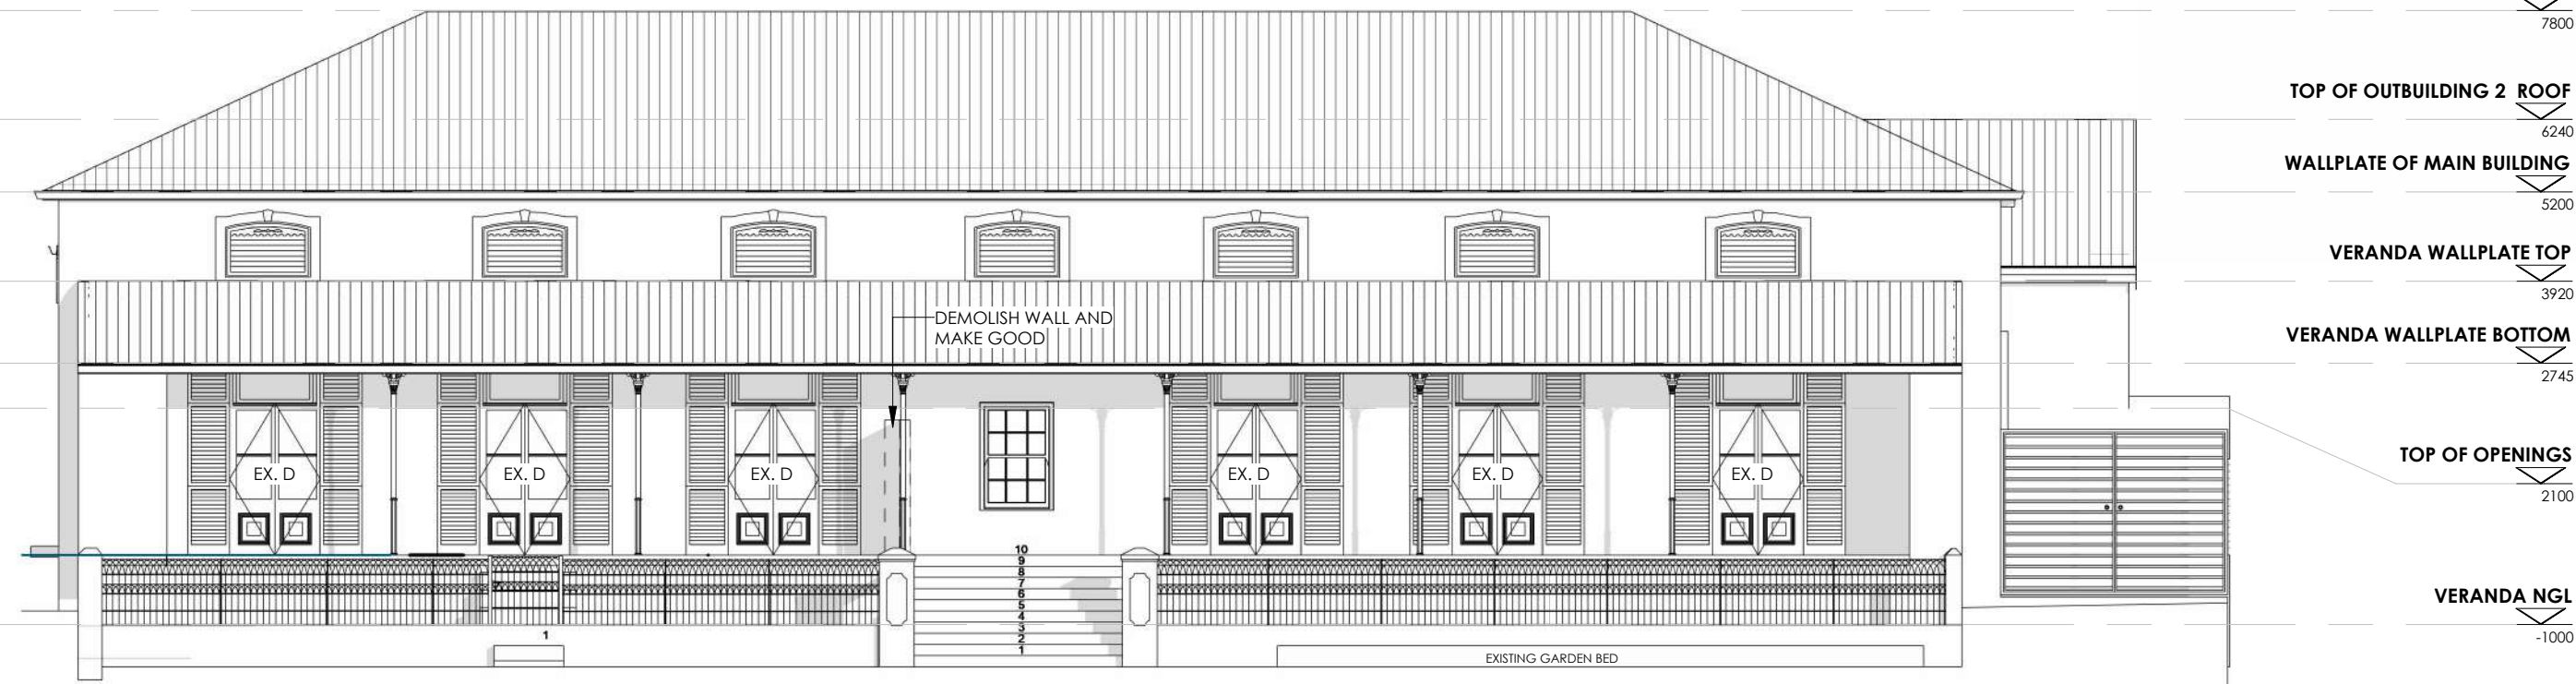 7800
TOP OF OUTBUILDING 2 ROOF
6240
WALLPLATE OF MAIN BUILDING
5200
VERANDA WALLPLATE TOP
3920
DEMOLISH WALL AND
MAKE GOOD
VERANDA WALLPLATE BOTTOM
2745
EX. D
EX. D
EX. D
EX. D
EX. D
EX. D
TOP OF OPENINGS
2100
10
9
8
7
6
5
4
3
2
1
1
VERANDA NGL
-1000
EXISTING GARDEN BED